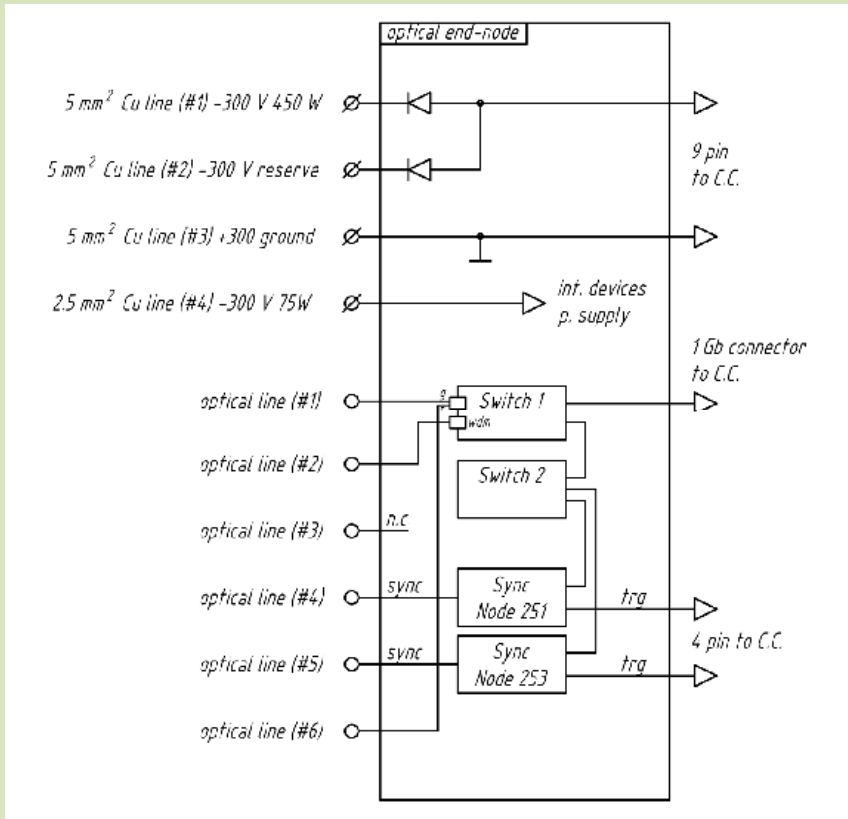 optical end-node
5 mm² Cu line (#1) -300 V 450 W
5 mm² Cu line (#2) -300 V reserve
9 pin
to C.C.
5 mm² Cu line (#3) +300 ground
2.5 mm² Cu line (#4) -300 V 75W
int. devices
p. supply
1 Gb connector
to C.C.
optical line (#1)
Switch 1
wdm
optical line (#2)
Switch 2
optical line (#3)
n.c
optical line (#4)
sync
Sync
Node 251
trg
4 pin to C.C.
optical line (#5)
sync
Sync
Node 253
trg
optical line (#6)